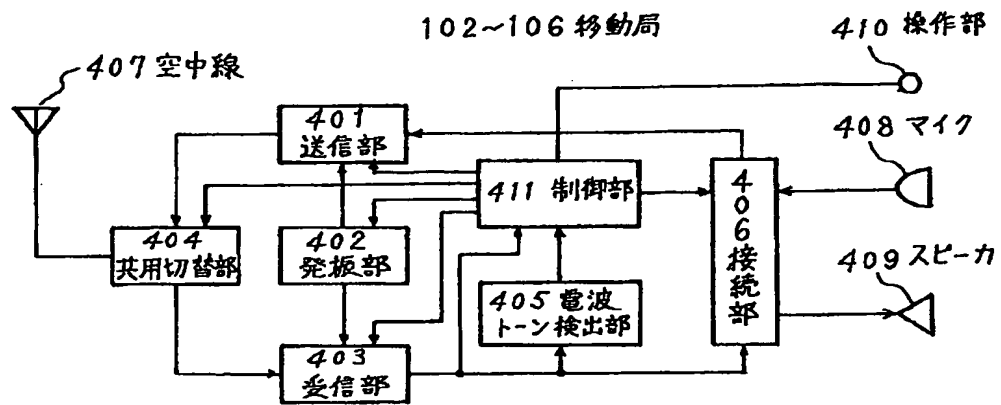 102~106 移動局
410 操作部
407 空中線
401
送信部
408 マイク
411 制御部
406接続部
404
共用切替部
402
発板部
409 スピーカ
405 電波
トーン検出部
403
受信部